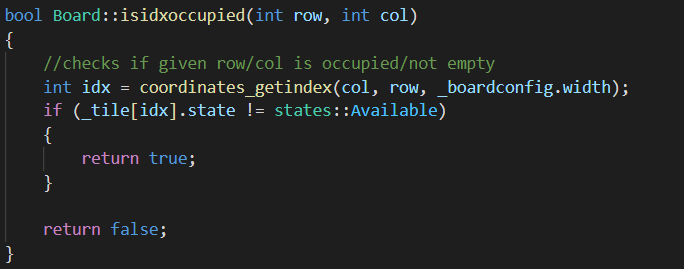 bool Board::isidxoccupied(int row, int col)
{
//checks if given row/col is occupied/not empty
int idx = coordinates_getindex(col, row, _boardconfig.width);
if (_tile[idx].state != states::Available)
{
return true;
}
return false;
}